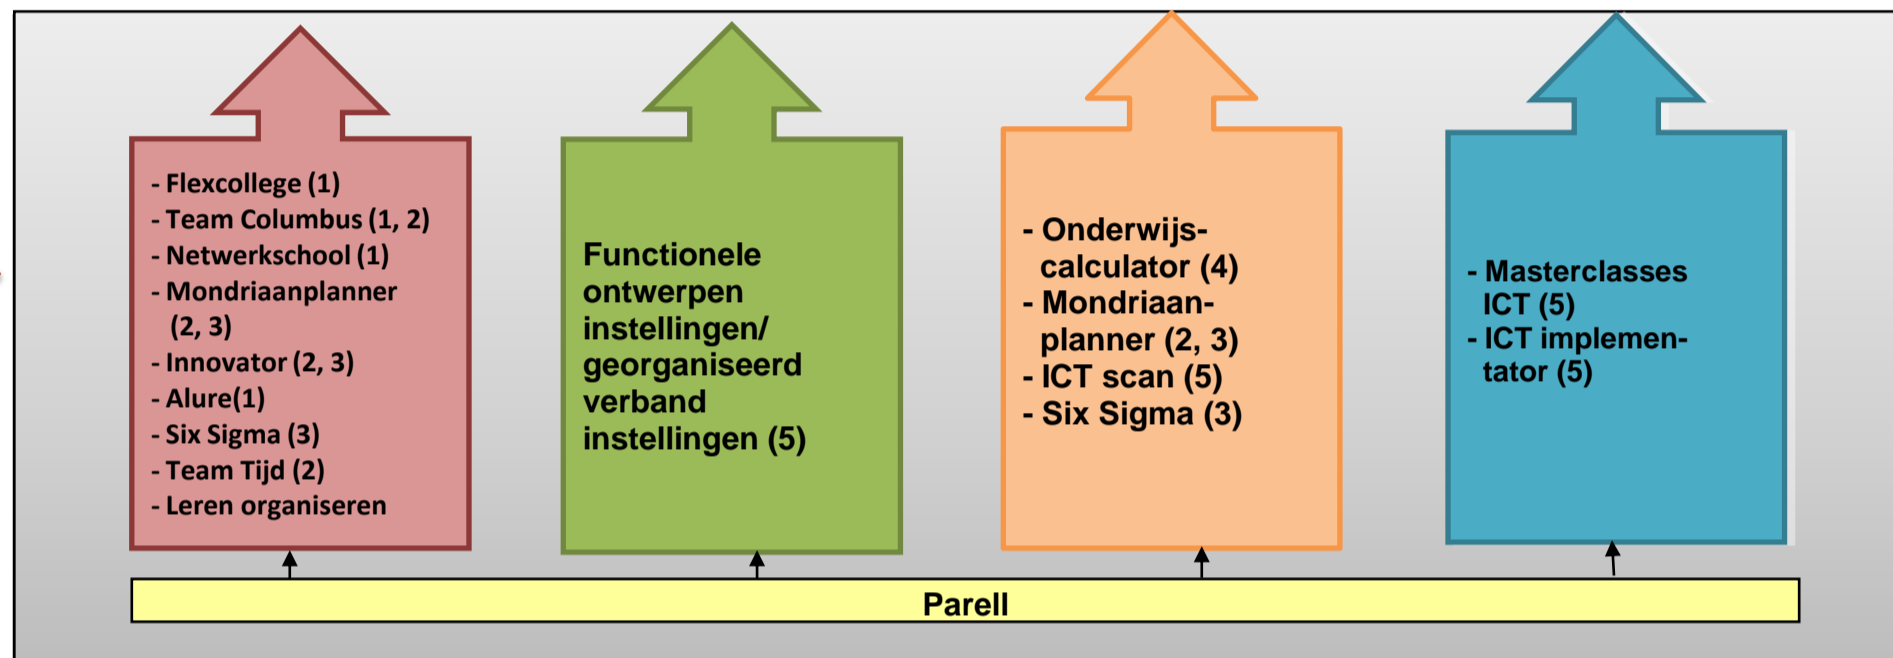 - Flexcollege (1)
- Team Columbus (1, 2)
- Netwerkschool (1)
- Mondriaanplanner
(2, 3)
- Innovator (2, 3)
- Alure(1)
- Six Sigma (3)
- Team Tijd (2)
- Leren organiseren
Functionele
ontwerpen
instellingen/
georganiseerd
verband
instellingen (5)
- Onderwijs-
calculator (4)
- Mondriaan-
planner (2, 3)
- ICT scan (5)
- Six Sigma (3)
- Masterclasses
ICT (5)
- ICT implemen-
tator (5)
Parell